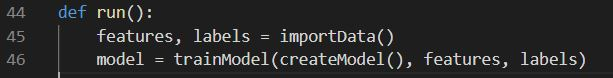 44 def run():
45     features, labels = importData()
46     model = trainModel(createModel(), features, labels)